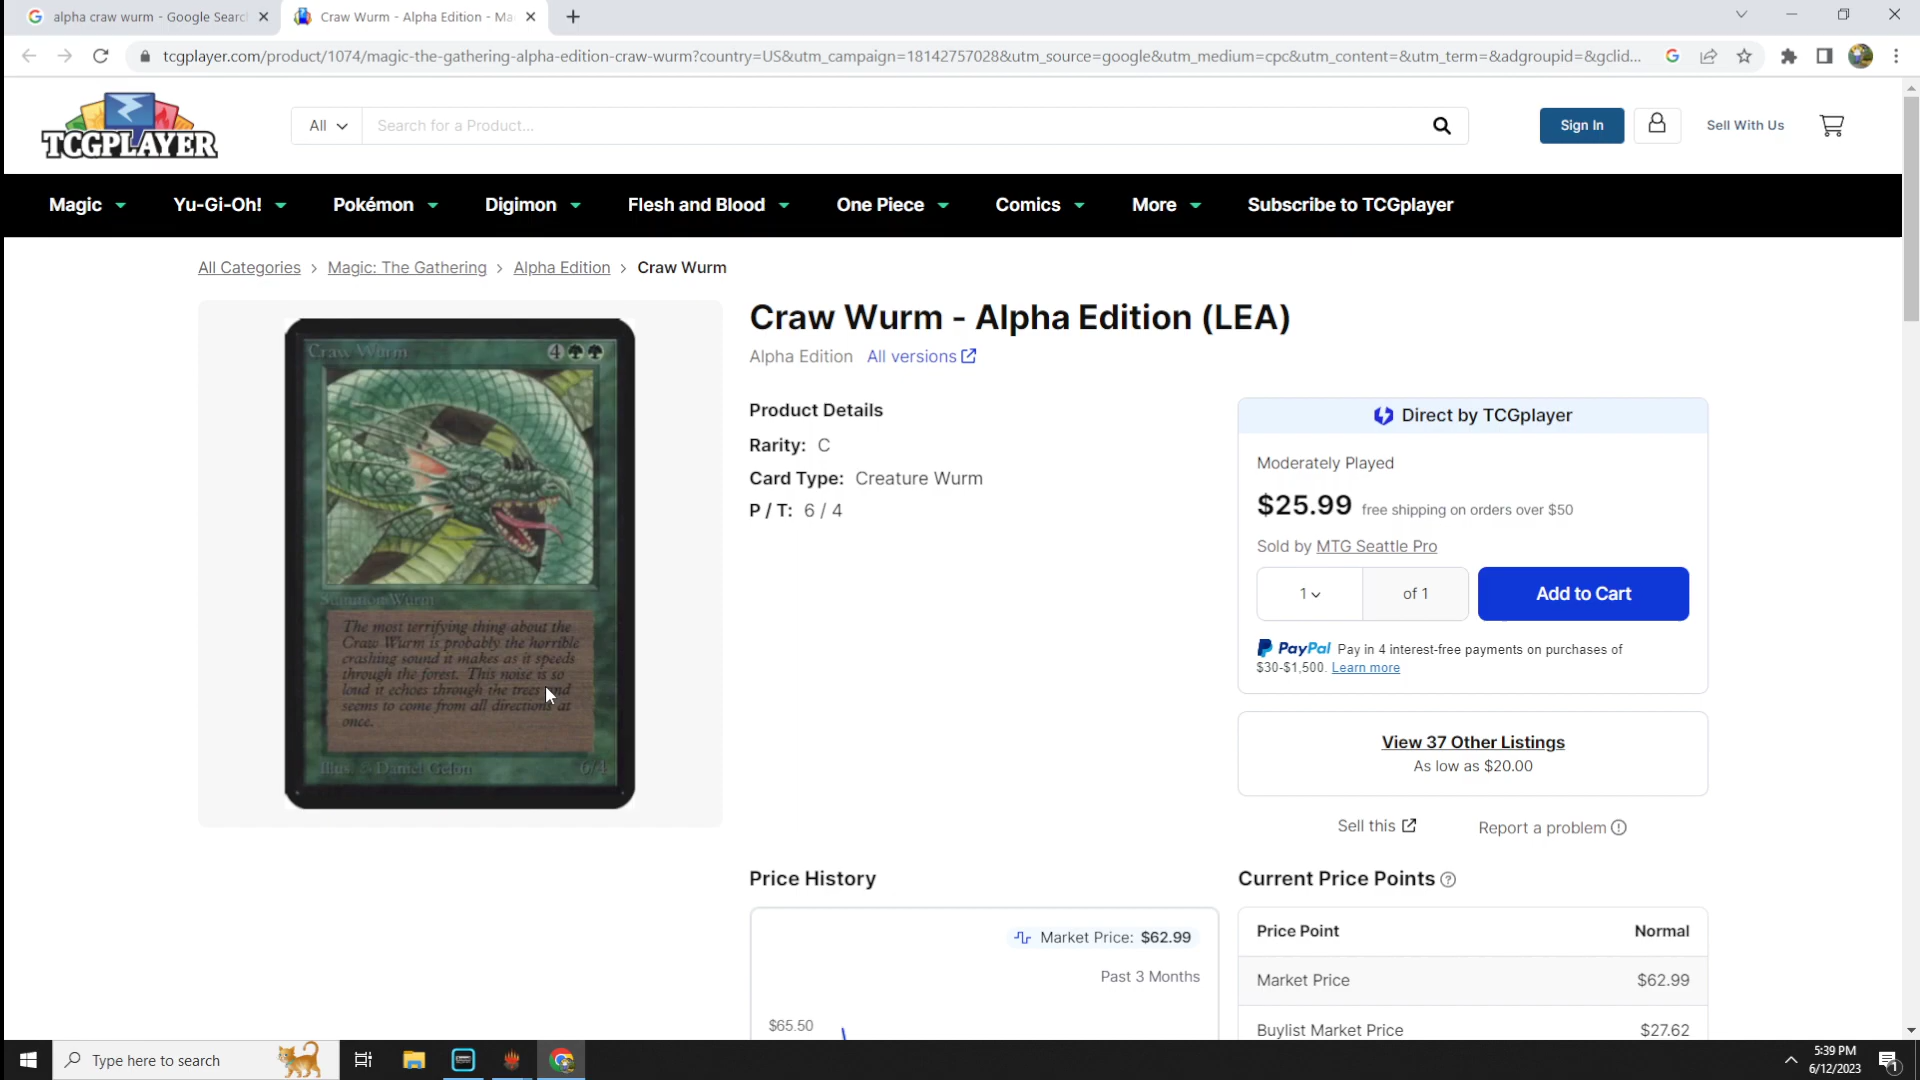 alpha craw wurm - Google Searc
Craw Wurm - Alpha Edition - Ma
tcgplayer.com/product/1074/magic-the-gathering-alpha-edition-craw-wurm?country=US&utm_campaign=18142757028&utm_source=google&utm_medium=cpc&utm_content=&utm_term=&adgroupid=&gclid...
TCGPLAYER
All
Search for a Product...
Sign In
Sell With Us
Magic
Yu-Gi-Oh!
Pokémon
Digimon
Flesh and Blood
One Piece
Comics
More
Subscribe to TCGplayer
All Categories > Magic: The Gathering > Alpha Edition > Craw Wurm
Craw Wurm
4
Summon Wurm
The most terrifying thing about the
Craw Wurm is probably the horrible
crashing sound it makes as it speeds
through the forest. This noise is so
loud it echoes through the trees and
seems to come from all directions at
once.
Illus. © Daniel Gelon
6/4
Craw Wurm - Alpha Edition (LEA)
Alpha Edition All versions
Product Details
Rarity: C
Card Type: Creature Wurm
P / T: 6 / 4
Direct by TCGplayer
Moderately Played
$25.99 free shipping on orders over $50
Sold by MTG Seattle Pro
1
of 1
Add to Cart
PayPal Pay in 4 interest-free payments on purchases of
$30-$1,500. Learn more
View 37 Other Listings
As low as $20.00
Sell this
Report a problem
Price History
Market Price: $62.99
Past 3 Months
$65.50
Current Price Points
Price Point Normal
Market Price $62.99
Buylist Market Price $27.62
Type here to search
5:39 PM
6/12/2023
1